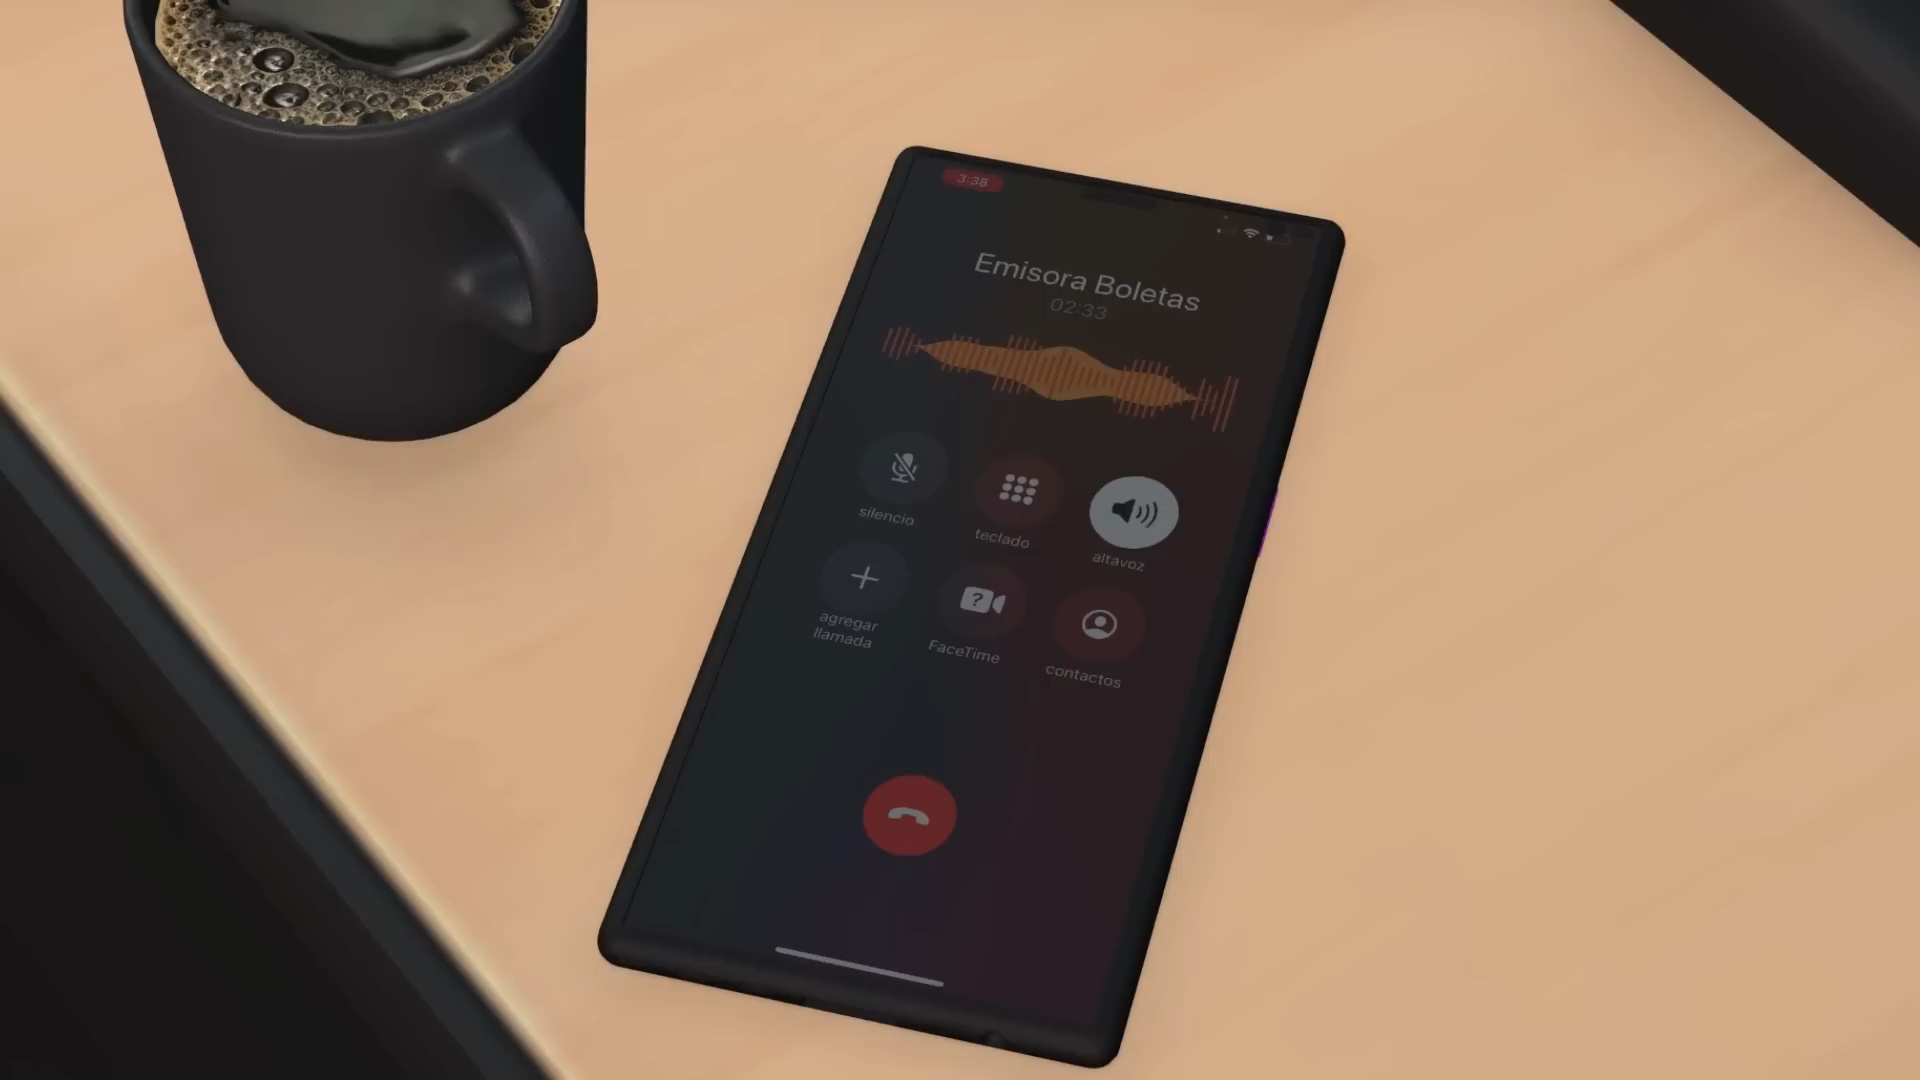 3:38
Emisora Boletas
02:33
silencio
teclado
altavoz
agregar
llamada
?
FaceTime
contactos